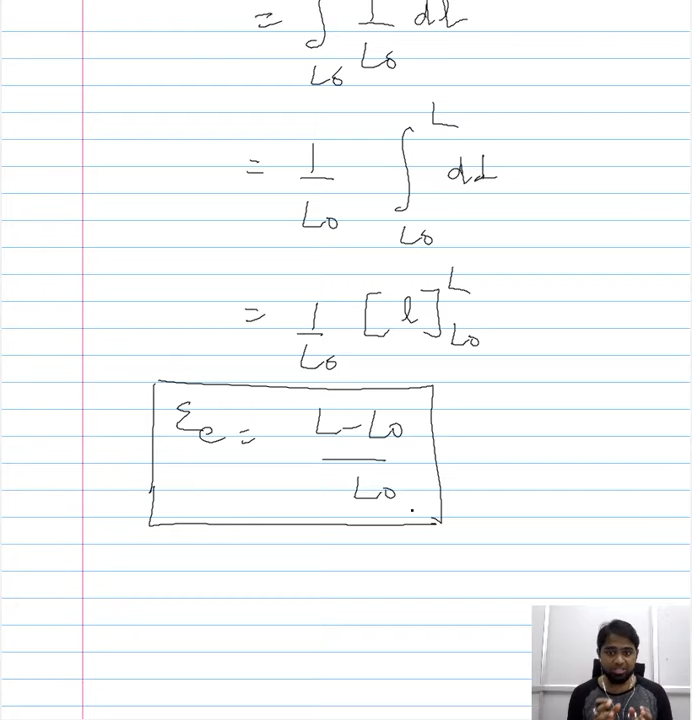 = ∫_{L0} 1/L0 dl
= 1/L0 ∫_{L0}^{L} dl
= 1/L0 [l]_{L0}^{L}
εe = (L-L0)/L0